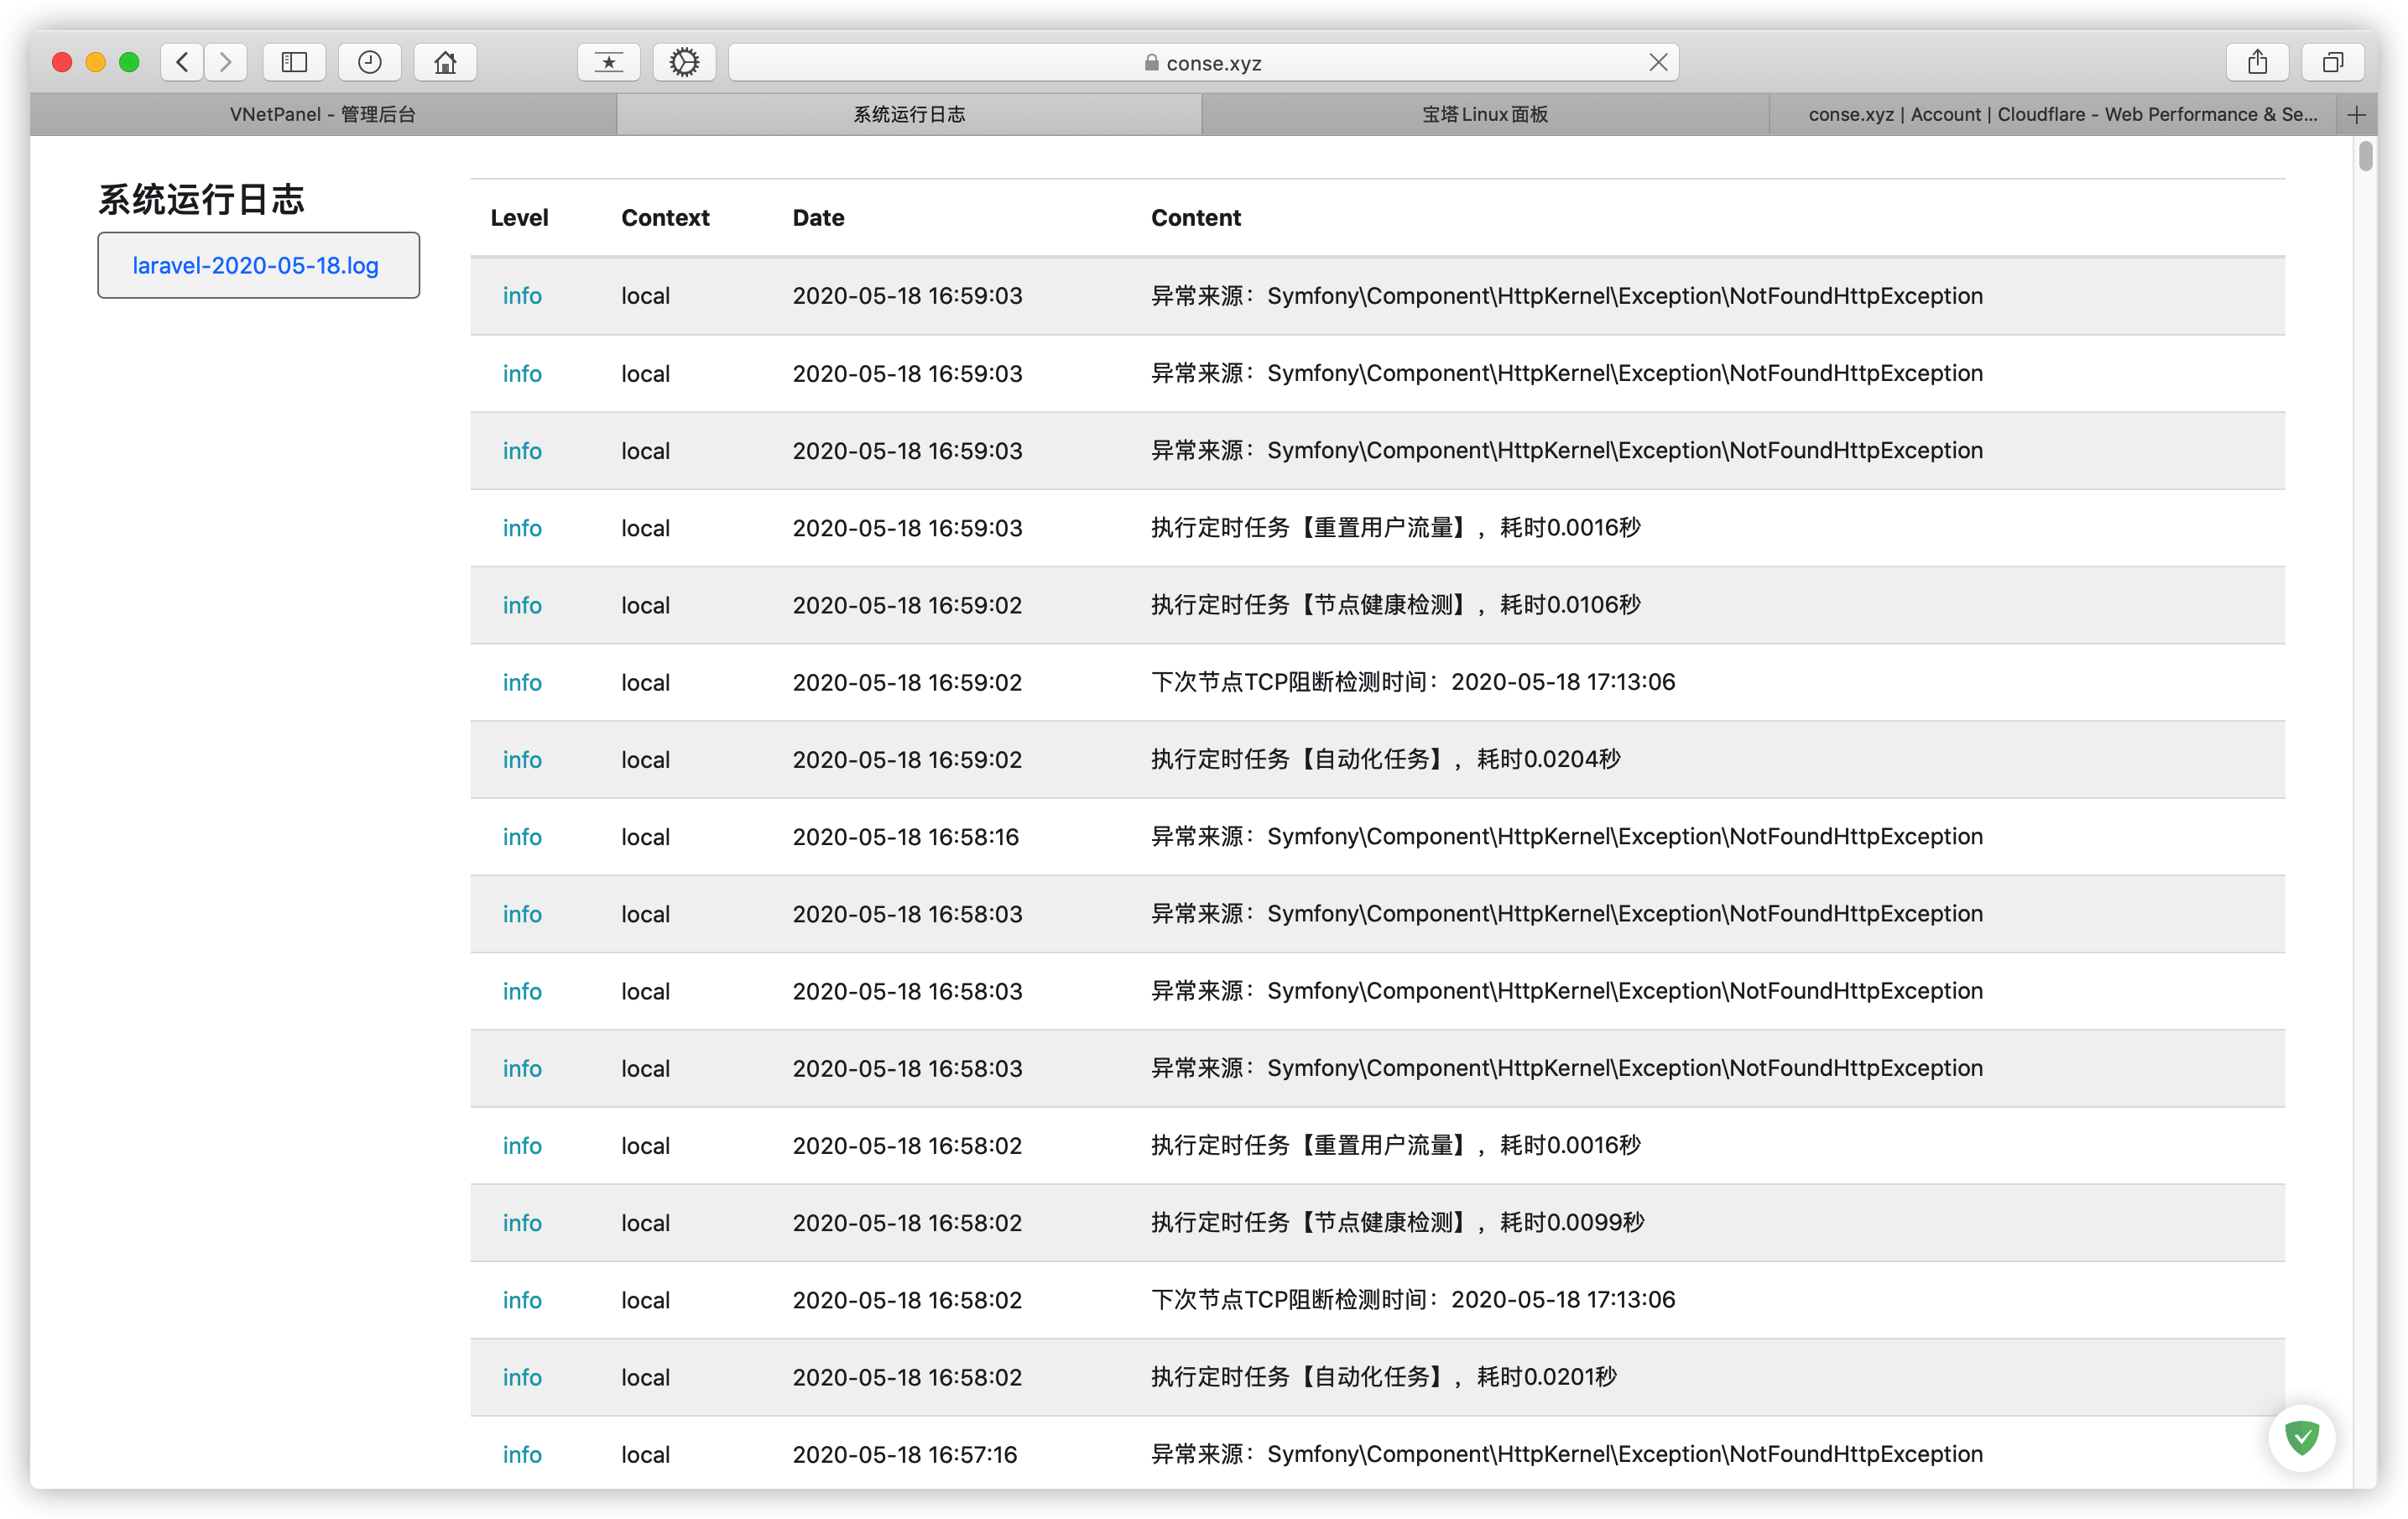 conse.xyz
VNetPanel - 管理后台
系统运行日志
宝塔Linux面板
conse.xyz | Account | Cloudflare - Web Performance & Se...
系统运行日志
laravel-2020-05-18.log
Level Context Date Content
info local 2020-05-18 16:59:03 异常来源：Symfony\Component\HttpKernel\Exception\NotFoundHttpException
info local 2020-05-18 16:59:03 异常来源：Symfony\Component\HttpKernel\Exception\NotFoundHttpException
info local 2020-05-18 16:59:03 异常来源：Symfony\Component\HttpKernel\Exception\NotFoundHttpException
info local 2020-05-18 16:59:03 执行定时任务【重置用户流量】，耗时0.0016秒
info local 2020-05-18 16:59:02 执行定时任务【节点健康检测】，耗时0.0106秒
info local 2020-05-18 16:59:02 下次节点TCP阻断检测时间：2020-05-18 17:13:06
info local 2020-05-18 16:59:02 执行定时任务【自动化任务】，耗时0.0204秒
info local 2020-05-18 16:58:16 异常来源：Symfony\Component\HttpKernel\Exception\NotFoundHttpException
info local 2020-05-18 16:58:03 异常来源：Symfony\Component\HttpKernel\Exception\NotFoundHttpException
info local 2020-05-18 16:58:03 异常来源：Symfony\Component\HttpKernel\Exception\NotFoundHttpException
info local 2020-05-18 16:58:03 异常来源：Symfony\Component\HttpKernel\Exception\NotFoundHttpException
info local 2020-05-18 16:58:02 执行定时任务【重置用户流量】，耗时0.0016秒
info local 2020-05-18 16:58:02 执行定时任务【节点健康检测】，耗时0.0099秒
info local 2020-05-18 16:58:02 下次节点TCP阻断检测时间：2020-05-18 17:13:06
info local 2020-05-18 16:58:02 执行定时任务【自动化任务】，耗时0.0201秒
info local 2020-05-18 16:57:16 异常来源：Symfony\Component\HttpKernel\Exception\NotFoundHttpException